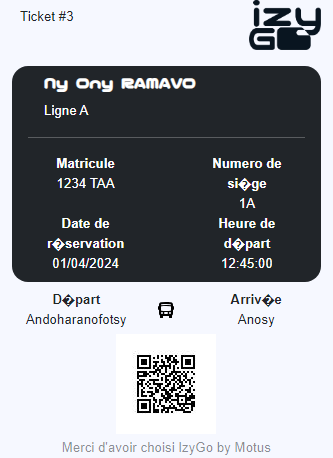 Ticket #3
izy
GO
Ny Ony RAMAVO
Ligne A
Matricule
1234 TAA
Numero de
si�ge
1A
Date de
r�servation
01/04/2024
Heure de
d�part
12:45:00
D�part
Andoharanofotsy
Arriv�e
Anosy
Merci d'avoir choisi IzyGo by Motus